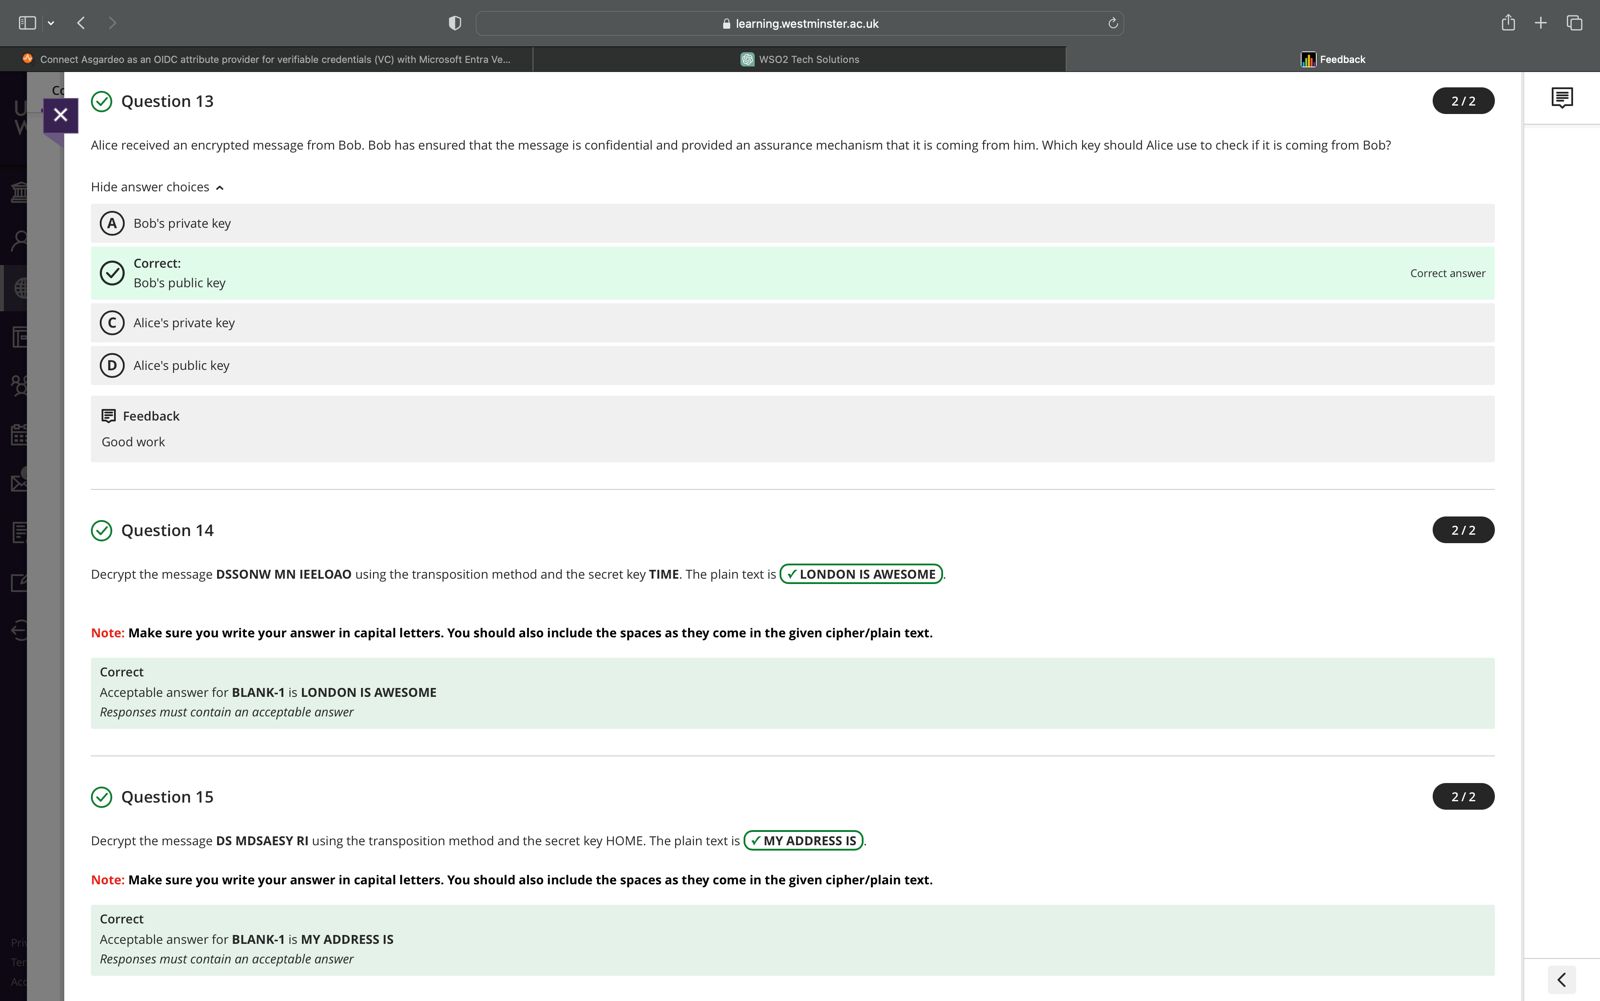 learning.westminster.ac.uk
Connect Asgardeo as an OIDC attribute provider for verifiable credentials (VC) with Microsoft Entra Ve...
WSO2 Tech Solutions
Feedback
Question 13
2 / 2
Alice received an encrypted message from Bob. Bob has ensured that the message is confidential and provided an assurance mechanism that it is coming from him. Which key should Alice use to check if it is coming from Bob?
Hide answer choices
A Bob's private key
Correct:
Bob's public key
Correct answer
C Alice's private key
D Alice's public key
Feedback
Good work
Question 14
2 / 2
Decrypt the message DSSONW MN IEELOAO using the transposition method and the secret key TIME. The plain text is ✓ LONDON IS AWESOME.
Note: Make sure you write your answer in capital letters. You should also include the spaces as they come in the given cipher/plain text.
Correct
Acceptable answer for BLANK-1 is LONDON IS AWESOME
Responses must contain an acceptable answer
Question 15
2 / 2
Decrypt the message DS MDSAESY RI using the transposition method and the secret key HOME. The plain text is ✓ MY ADDRESS IS.
Note: Make sure you write your answer in capital letters. You should also include the spaces as they come in the given cipher/plain text.
Correct
Acceptable answer for BLANK-1 is MY ADDRESS IS
Responses must contain an acceptable answer